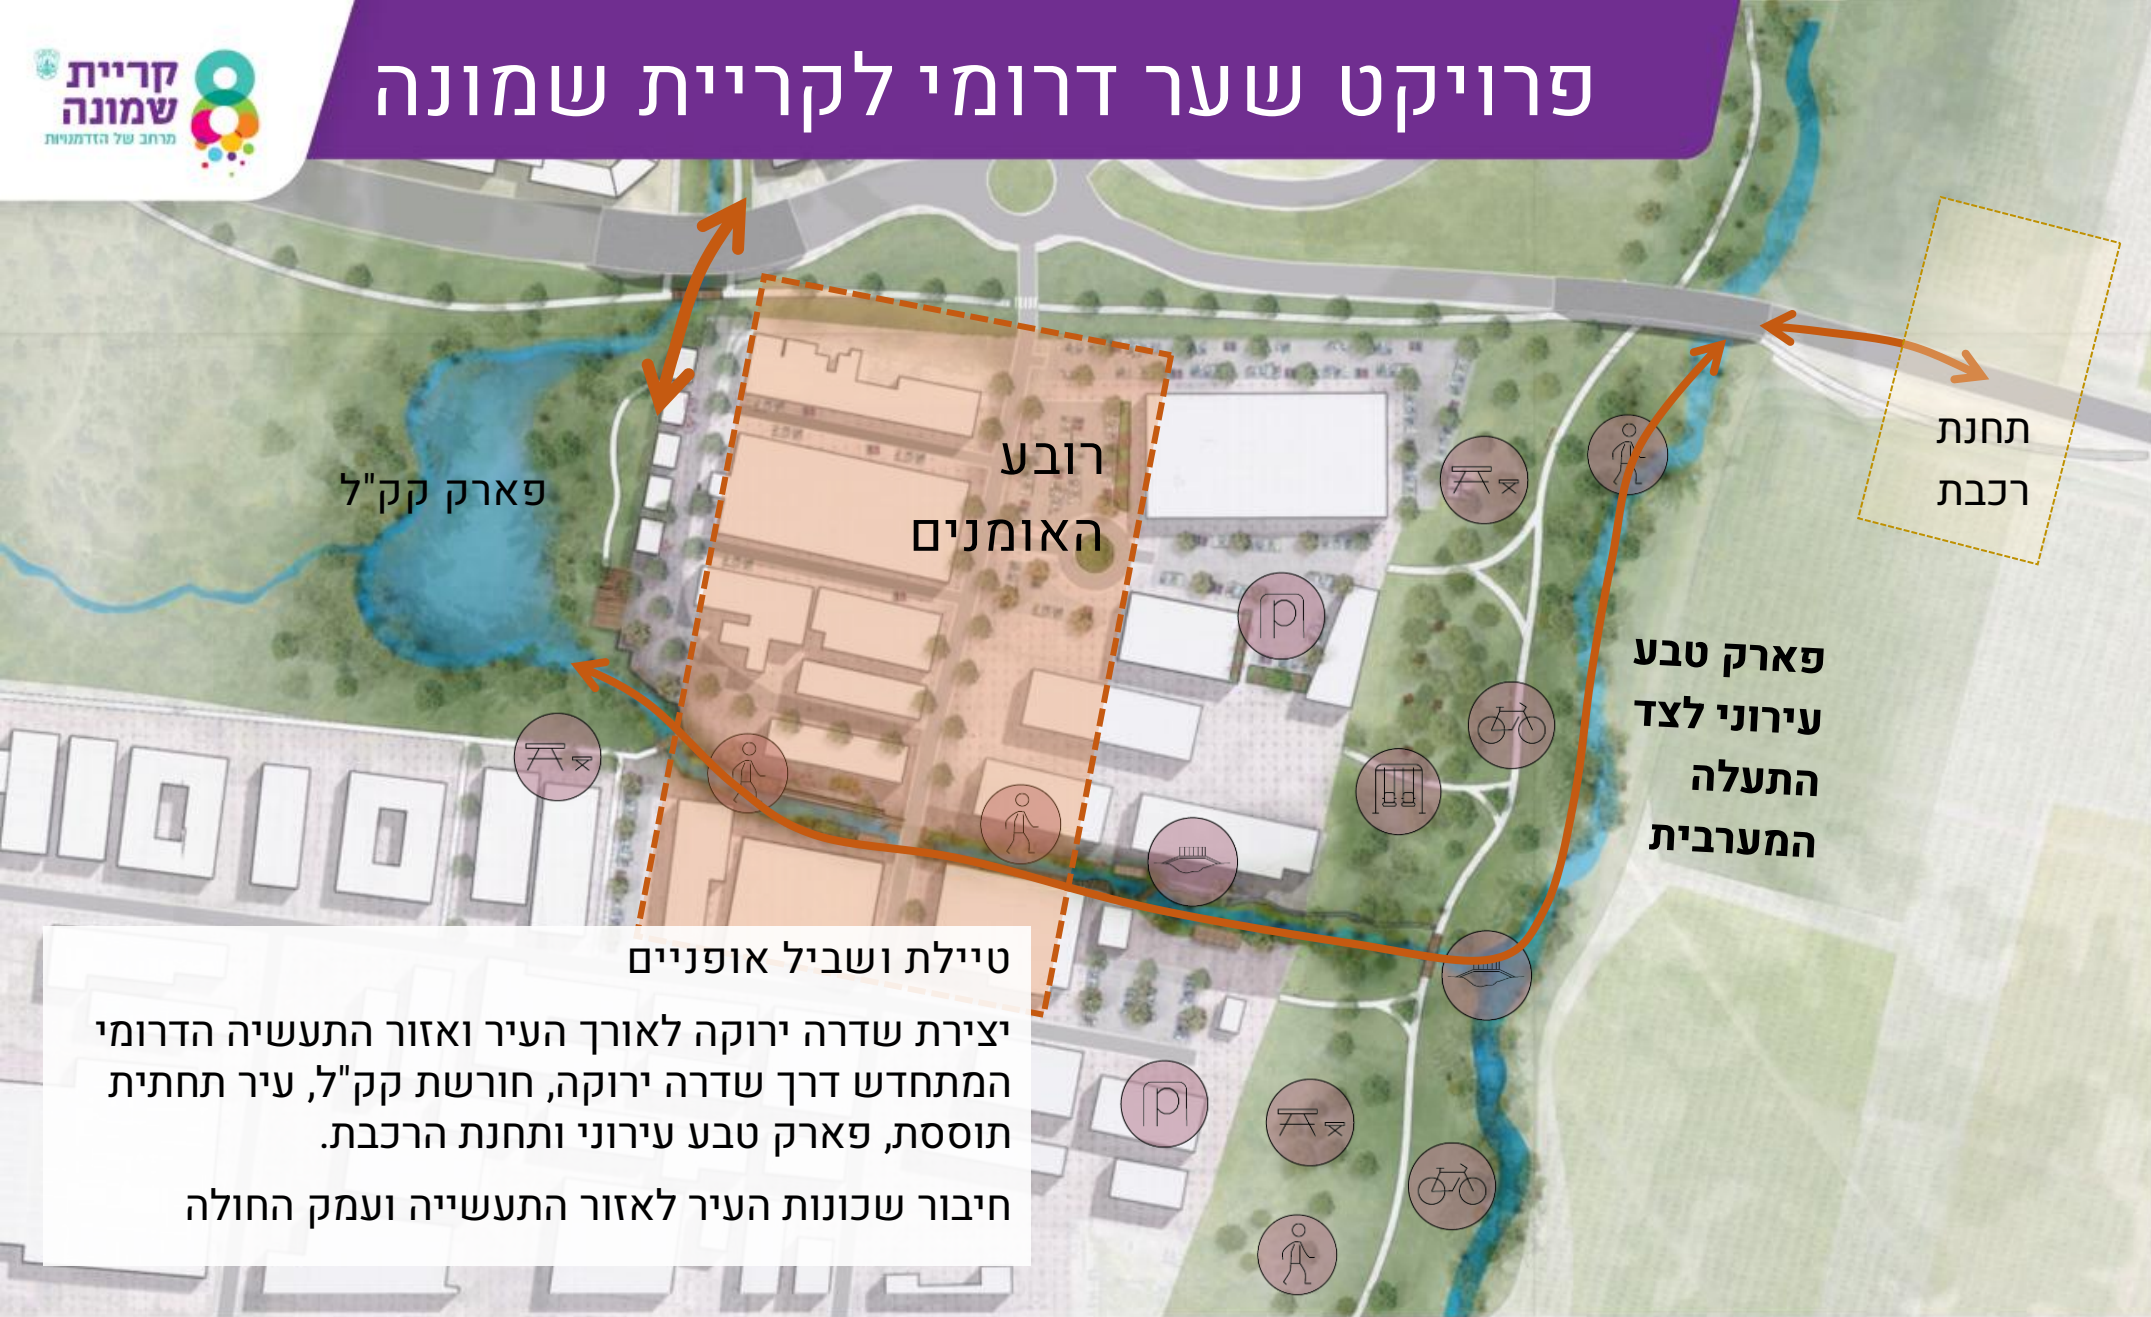 פרויקט שער דרומי לקריית שמונה
קריית
שמונה
מרחב של הזדמנויות
תחנת
רכבת
רובע
האומנים
פארק קק"ל
פארק טבע
עירוני לצד
התעלה
המערבית
טיילת ושביל אופניים
יצירת שדרה ירוקה לאורך העיר ואזור התעשיה הדרומי
המתחדש דרך שדרה ירוקה, חורשת קק"ל, עיר תחתית
תוססת, פארק טבע עירוני ותחנת הרכבת.
חיבור שכונות העיר לאזור התעשייה ועמק החולה